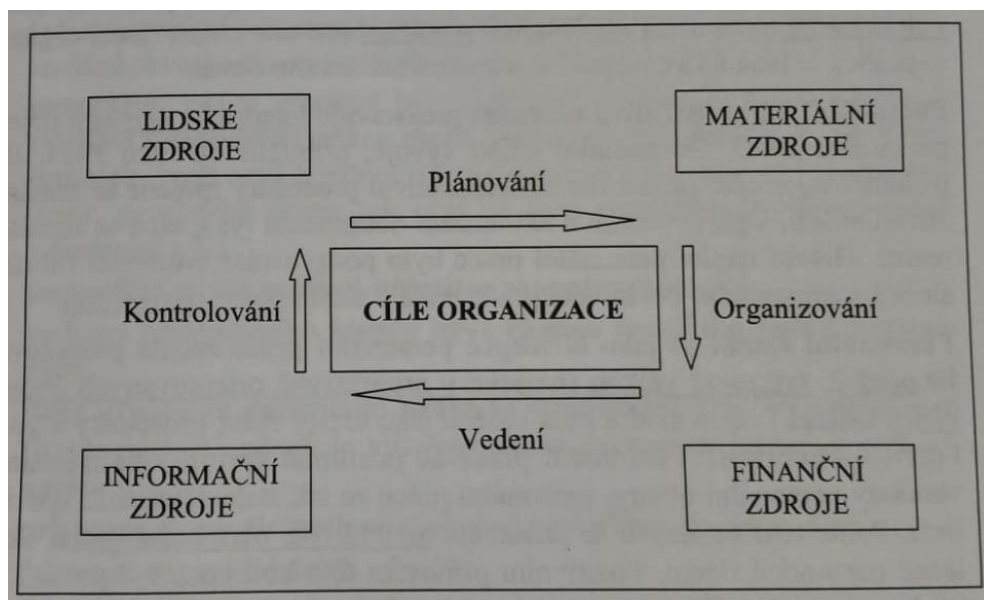 LIDSKÉ
ZDROJE
MATERIÁLNÍ
ZDROJE
Plánování
Kontrolování
CÍLE ORGANIZACE
Organizování
Vedení
INFORMAČNÍ
ZDROJE
FINANČNÍ
ZDROJE